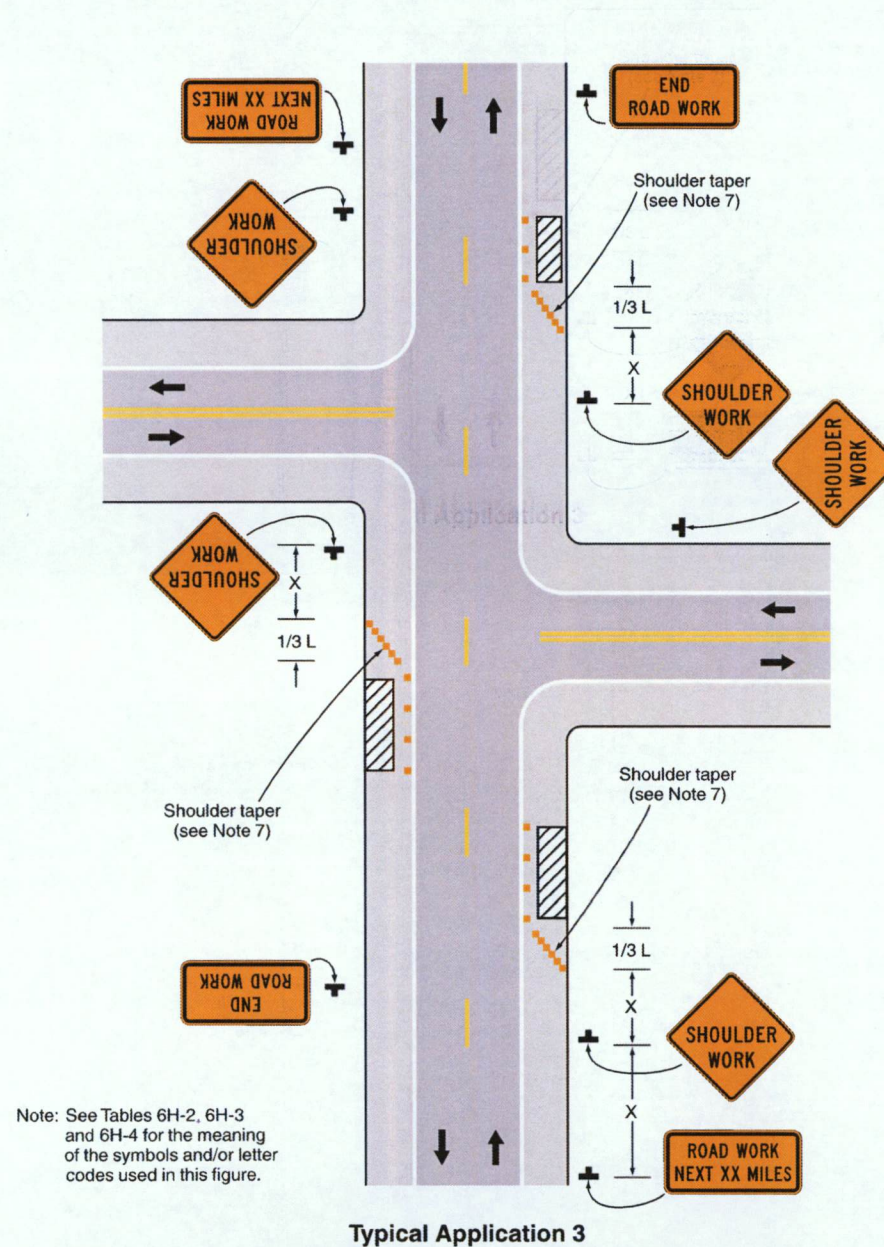 ROAD WORK
NEXT XX MILES
END
ROAD WORK
SHOULDER
WORK
Shoulder taper
(see Note 7)
1/3 L
X
SHOULDER
WORK
SHOULDER
WORK
al Application 3
SHOULDER
WORK
X
1/3 L
Shoulder taper
(see Note 7)
Shoulder taper
(see Note 7)
1/3 L
X
END
ROAD WORK
SHOULDER
WORK
X
ROAD WORK
NEXT XX MILES
Note: See Tables 6H-2, 6H-3
and 6H-4 for the meaning
of the symbols and/or letter
codes used in this figure.
Typical Application 3